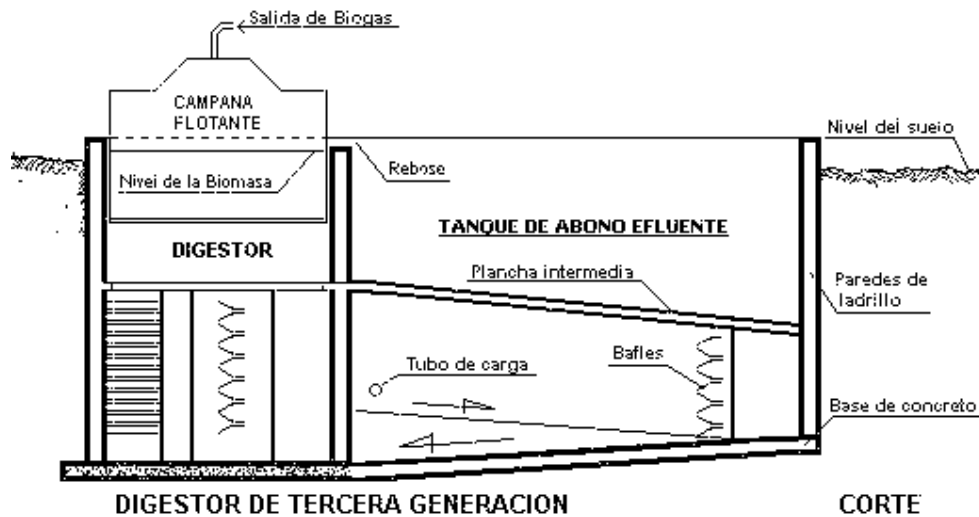 Salida de Biogas
CAMPANA
FLOTANTE
Nivel del suelo
Rebose
Nivel de la Biomasa
TANQUE DE ABONO EFLUENTE
DIGESTOR
Plancha intermedia
Paredes de
ladrillo
Tubo de carga
Bafles
Base de concreto
DIGESTOR DE TERCERA GENERACION
CORTE